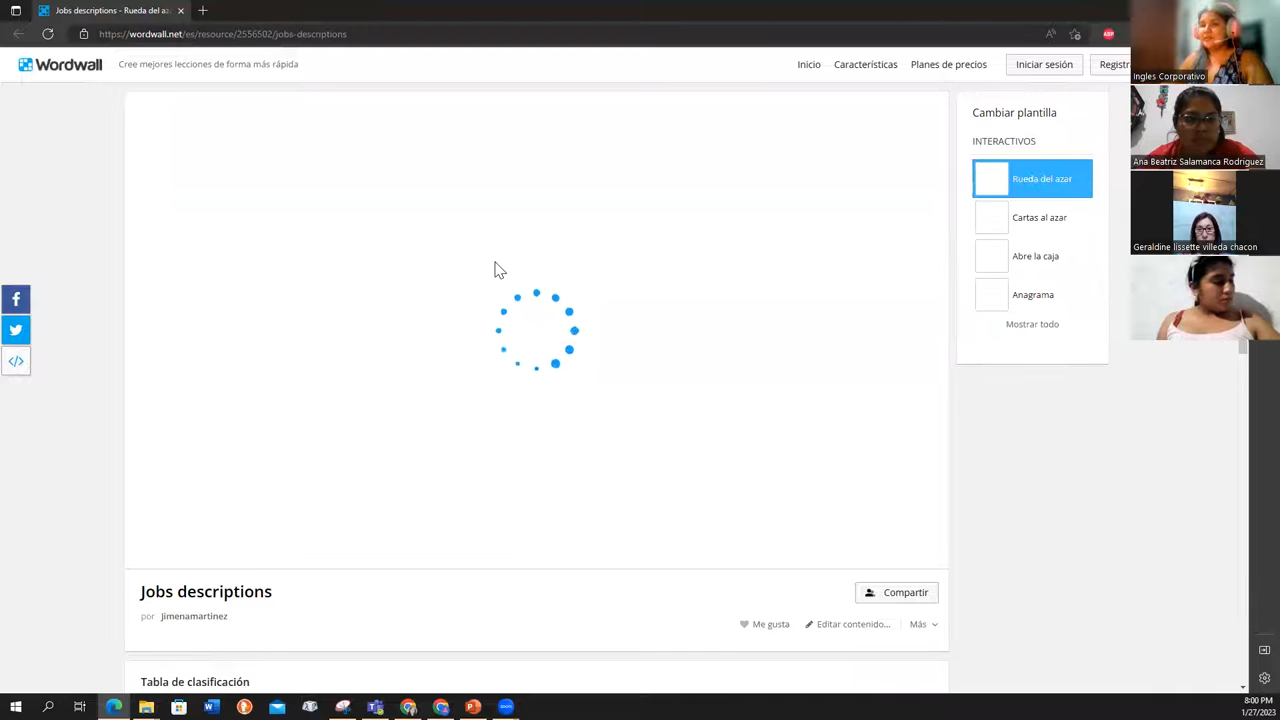 Jobs descriptions - Rueda del az
https://wordwall.net/es/resource/2556502/jobs-descriptions
Wordwall
Cree mejores lecciones de forma más rápida
Inicio
Características
Planes de precios
Iniciar sesión
Registr
Ingles Corporativo
Ana Beatriz Salamanca Rodriguez
Geraldine lissette villeda chacon
Cambiar plantilla
INTERACTIVOS
Rueda del azar
Cartas al azar
Abre la caja
Anagrama
Mostrar todo
Jobs descriptions
Compartir
por Jimenamartinez
Me gusta
Editar contenido...
Más
Tabla de clasificación
8:00 PM
1/27/2023